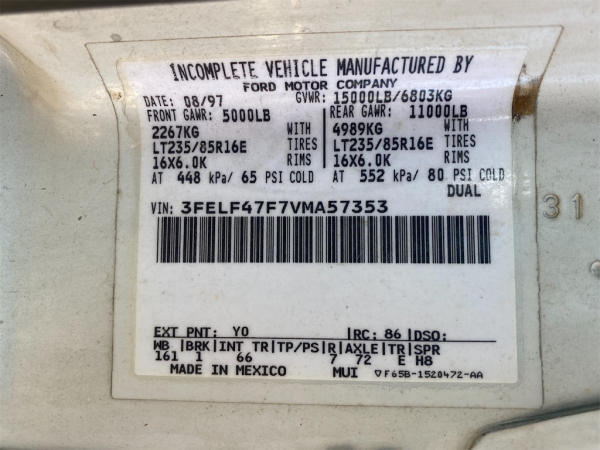 INCOMPLETE VEHICLE MANUFACTURED BY
FORD MOTOR COMPANY
DATE: 08/97 GVWR: 15000LB/6803KG
FRONT GAWR: 5000LB REAR GAWR: 11000LB
2267KG WITH 4989KG WITH
LT235/85R16E TIRES LT235/85R16E TIRES
16X6.0K RIMS 16X6.0K RIMS
AT 448 kPa/ 65 PSI COLD AT 552 kPa/ 80 PSI COLD
DUAL
VIN: 3FELF47F7VMA57353
31
EXT PNT: Y0 RC: 86 DSO:
WB BRK INT TR TP/PS R AXLE TR SPR
161 1 66 7 72 E H8
MADE IN MEXICO MUI ▽F65B-1520472-AA